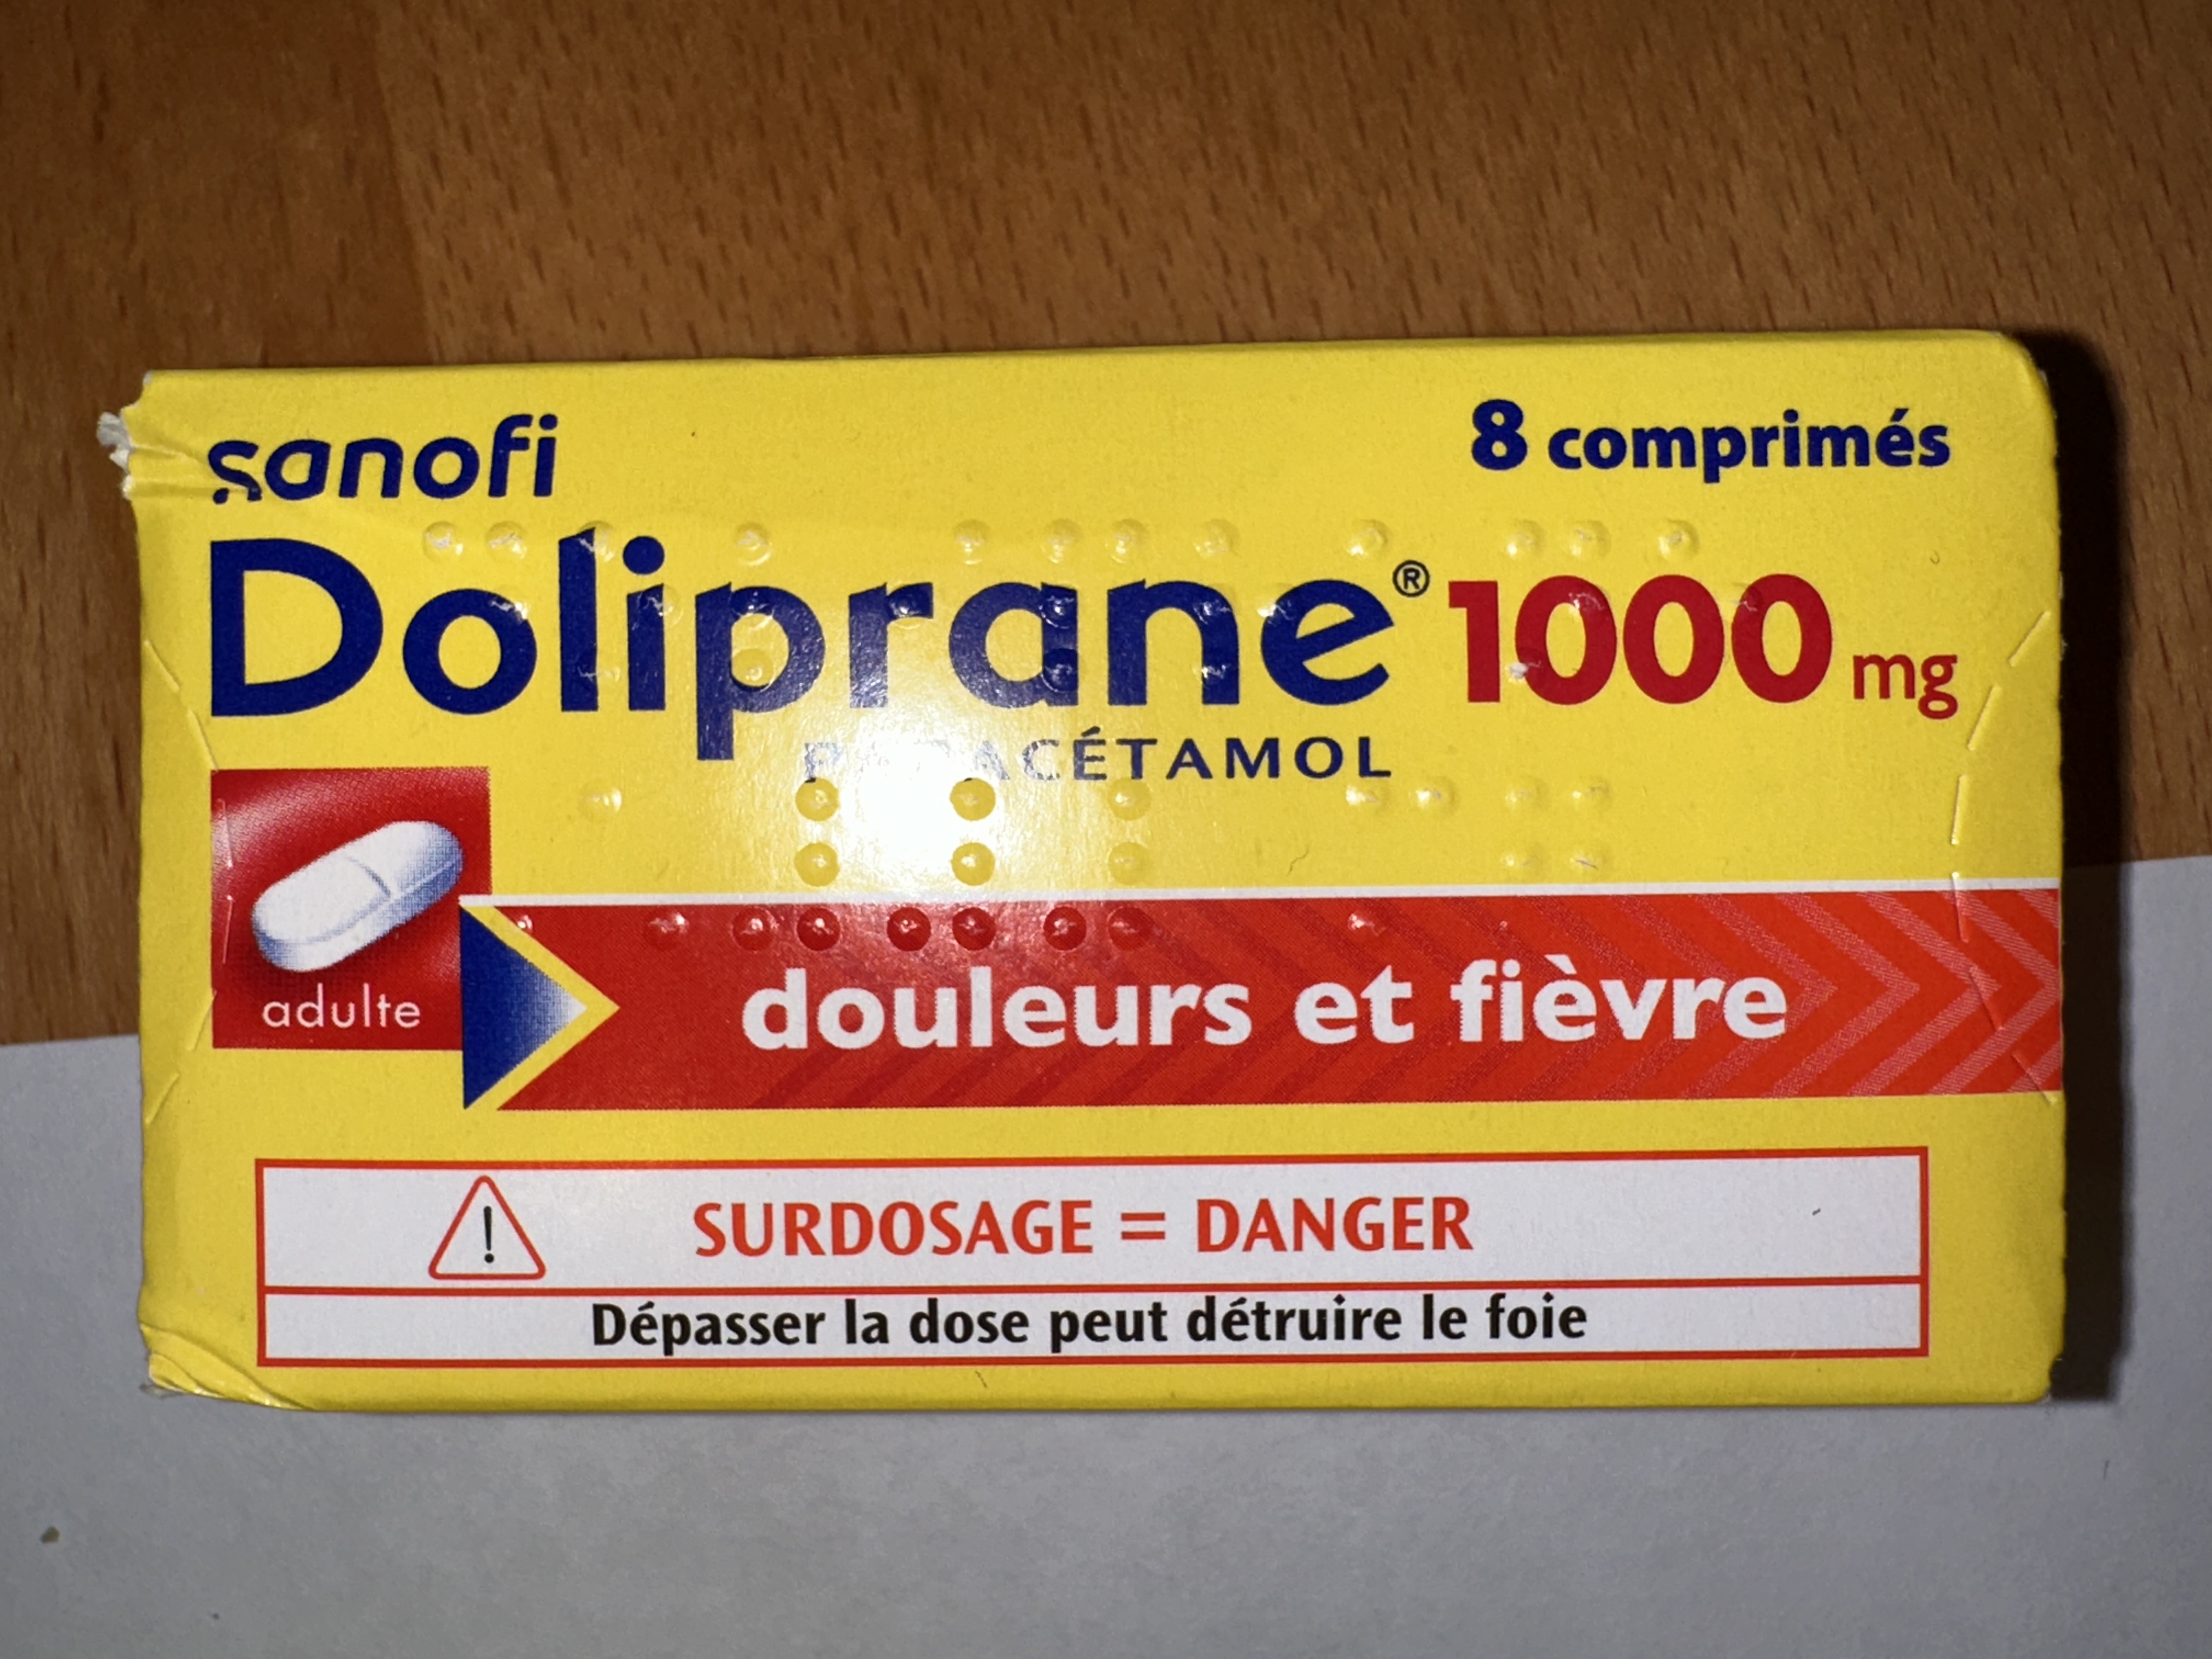 sanofi
8 comprimés
Doliprane® 1000 mg
PARACÉTAMOL
adulte
douleurs et fièvre
! SURDOSAGE = DANGER
Dépasser la dose peut détruire le foie